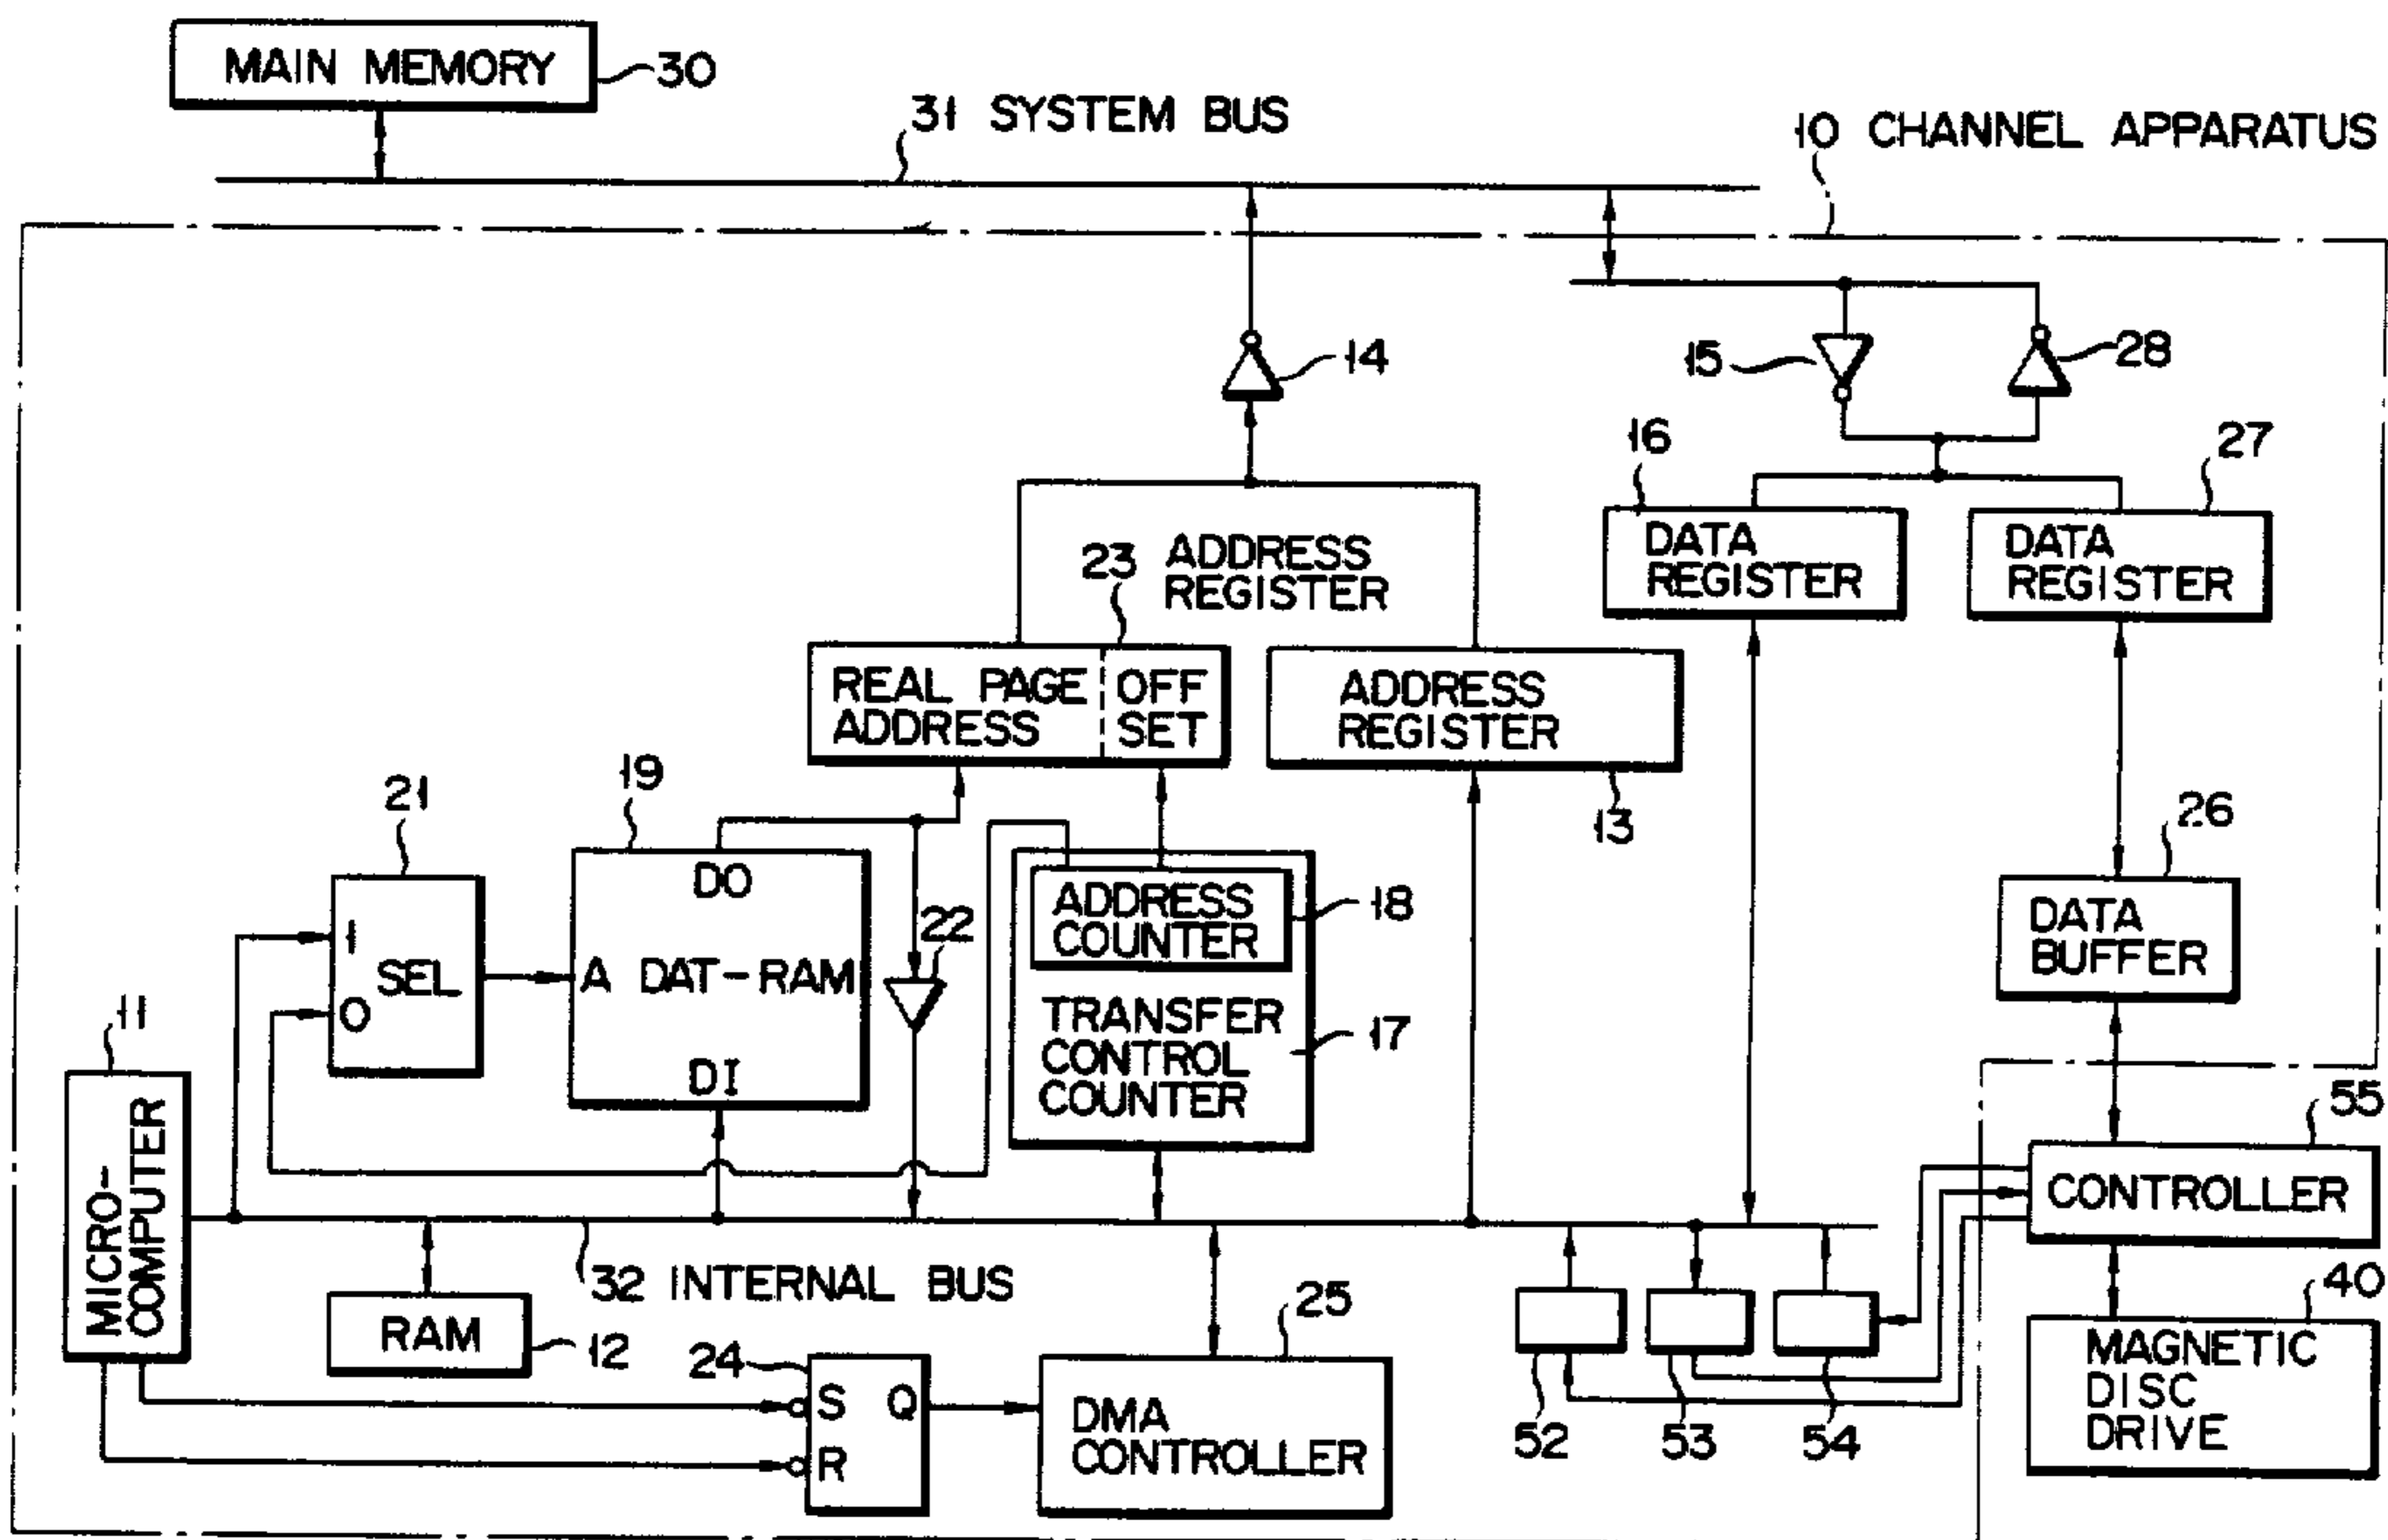 MAIN MEMORY
30
31 SYSTEM BUS
10 CHANNEL APPARATUS
14
15
28
16
27
DATA
REGISTER
DATA
REGISTER
23
ADDRESS
REGISTER
REAL PAGE
ADDRESS
OFF
SET
ADDRESS
REGISTER
13
21
19
26
DO
ADDRESS
COUNTER
18
DATA
BUFFER
22
1
SEL
0
A DAT-RAM
DI
TRANSFER
CONTROL
COUNTER
17
11
MICRO-
COMPUTER
55
CONTROLLER
32 INTERNAL BUS
RAM
12
25
40
24
S
Q
R
DMA
CONTROLLER
52
53
54
MAGNETIC
DISC
DRIVE